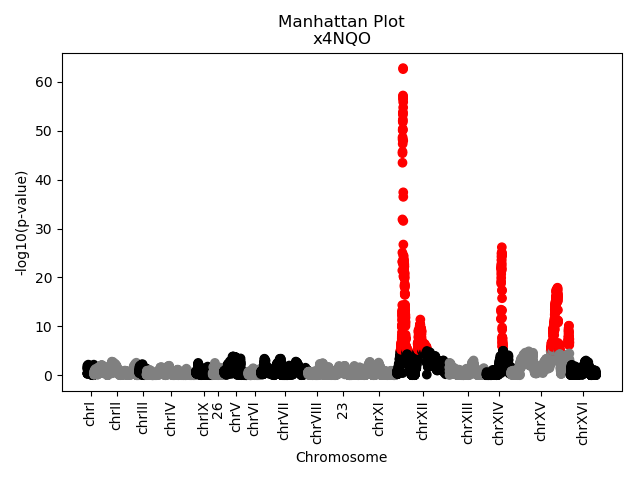 Manhattan Plot
x4NQO
-log10(p-value)
60
50
40
30
20
10
0
chrI
chrII
chrIII
chrIV
chrIX
26
chrV
chrVI
chrVII
chrVIII
23
chrXI
chrXII
chrXIII
chrXIV
chrXV
chrXVI
Chromosome